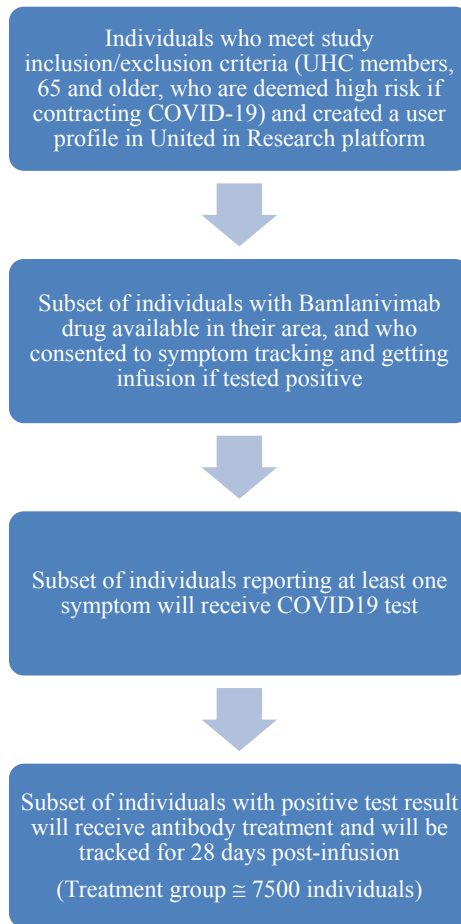 Individuals who meet study
inclusion/exclusion criteria (UHC members,
65 and older, who are deemed high risk if
contracting COVID-19) and created a user
profile in United in Research platform
Subset of individuals with Bamlanivimab
drug available in their area, and who
consented to symptom tracking and getting
infusion if tested positive
Subset of individuals reporting at least one
symptom will receive COVID19 test
Subset of individuals with positive test result
will receive antibody treatment and will be
tracked for 28 days post-infusion
(Treatment group ≅ 7500 individuals)